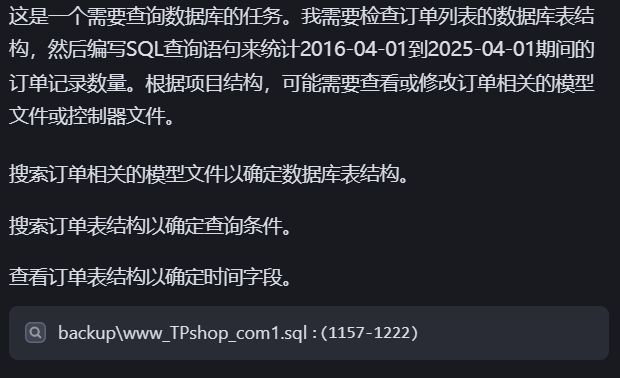 这是一个需要查询数据库的任务。我需要检查订单列表的数据库表结
构，然后编写SQL查询语句来统计2016-04-01到2025-04-01期间的
订单记录数量。根据项目结构，可能需要查看或修改订单相关的模型
文件或控制器文件。
搜索订单相关的模型文件以确定数据库表结构。
搜索订单表结构以确定查询条件。
查看订单表结构以确定时间字段。
backup\www_TPshop_com1.sql : (1157-1222)